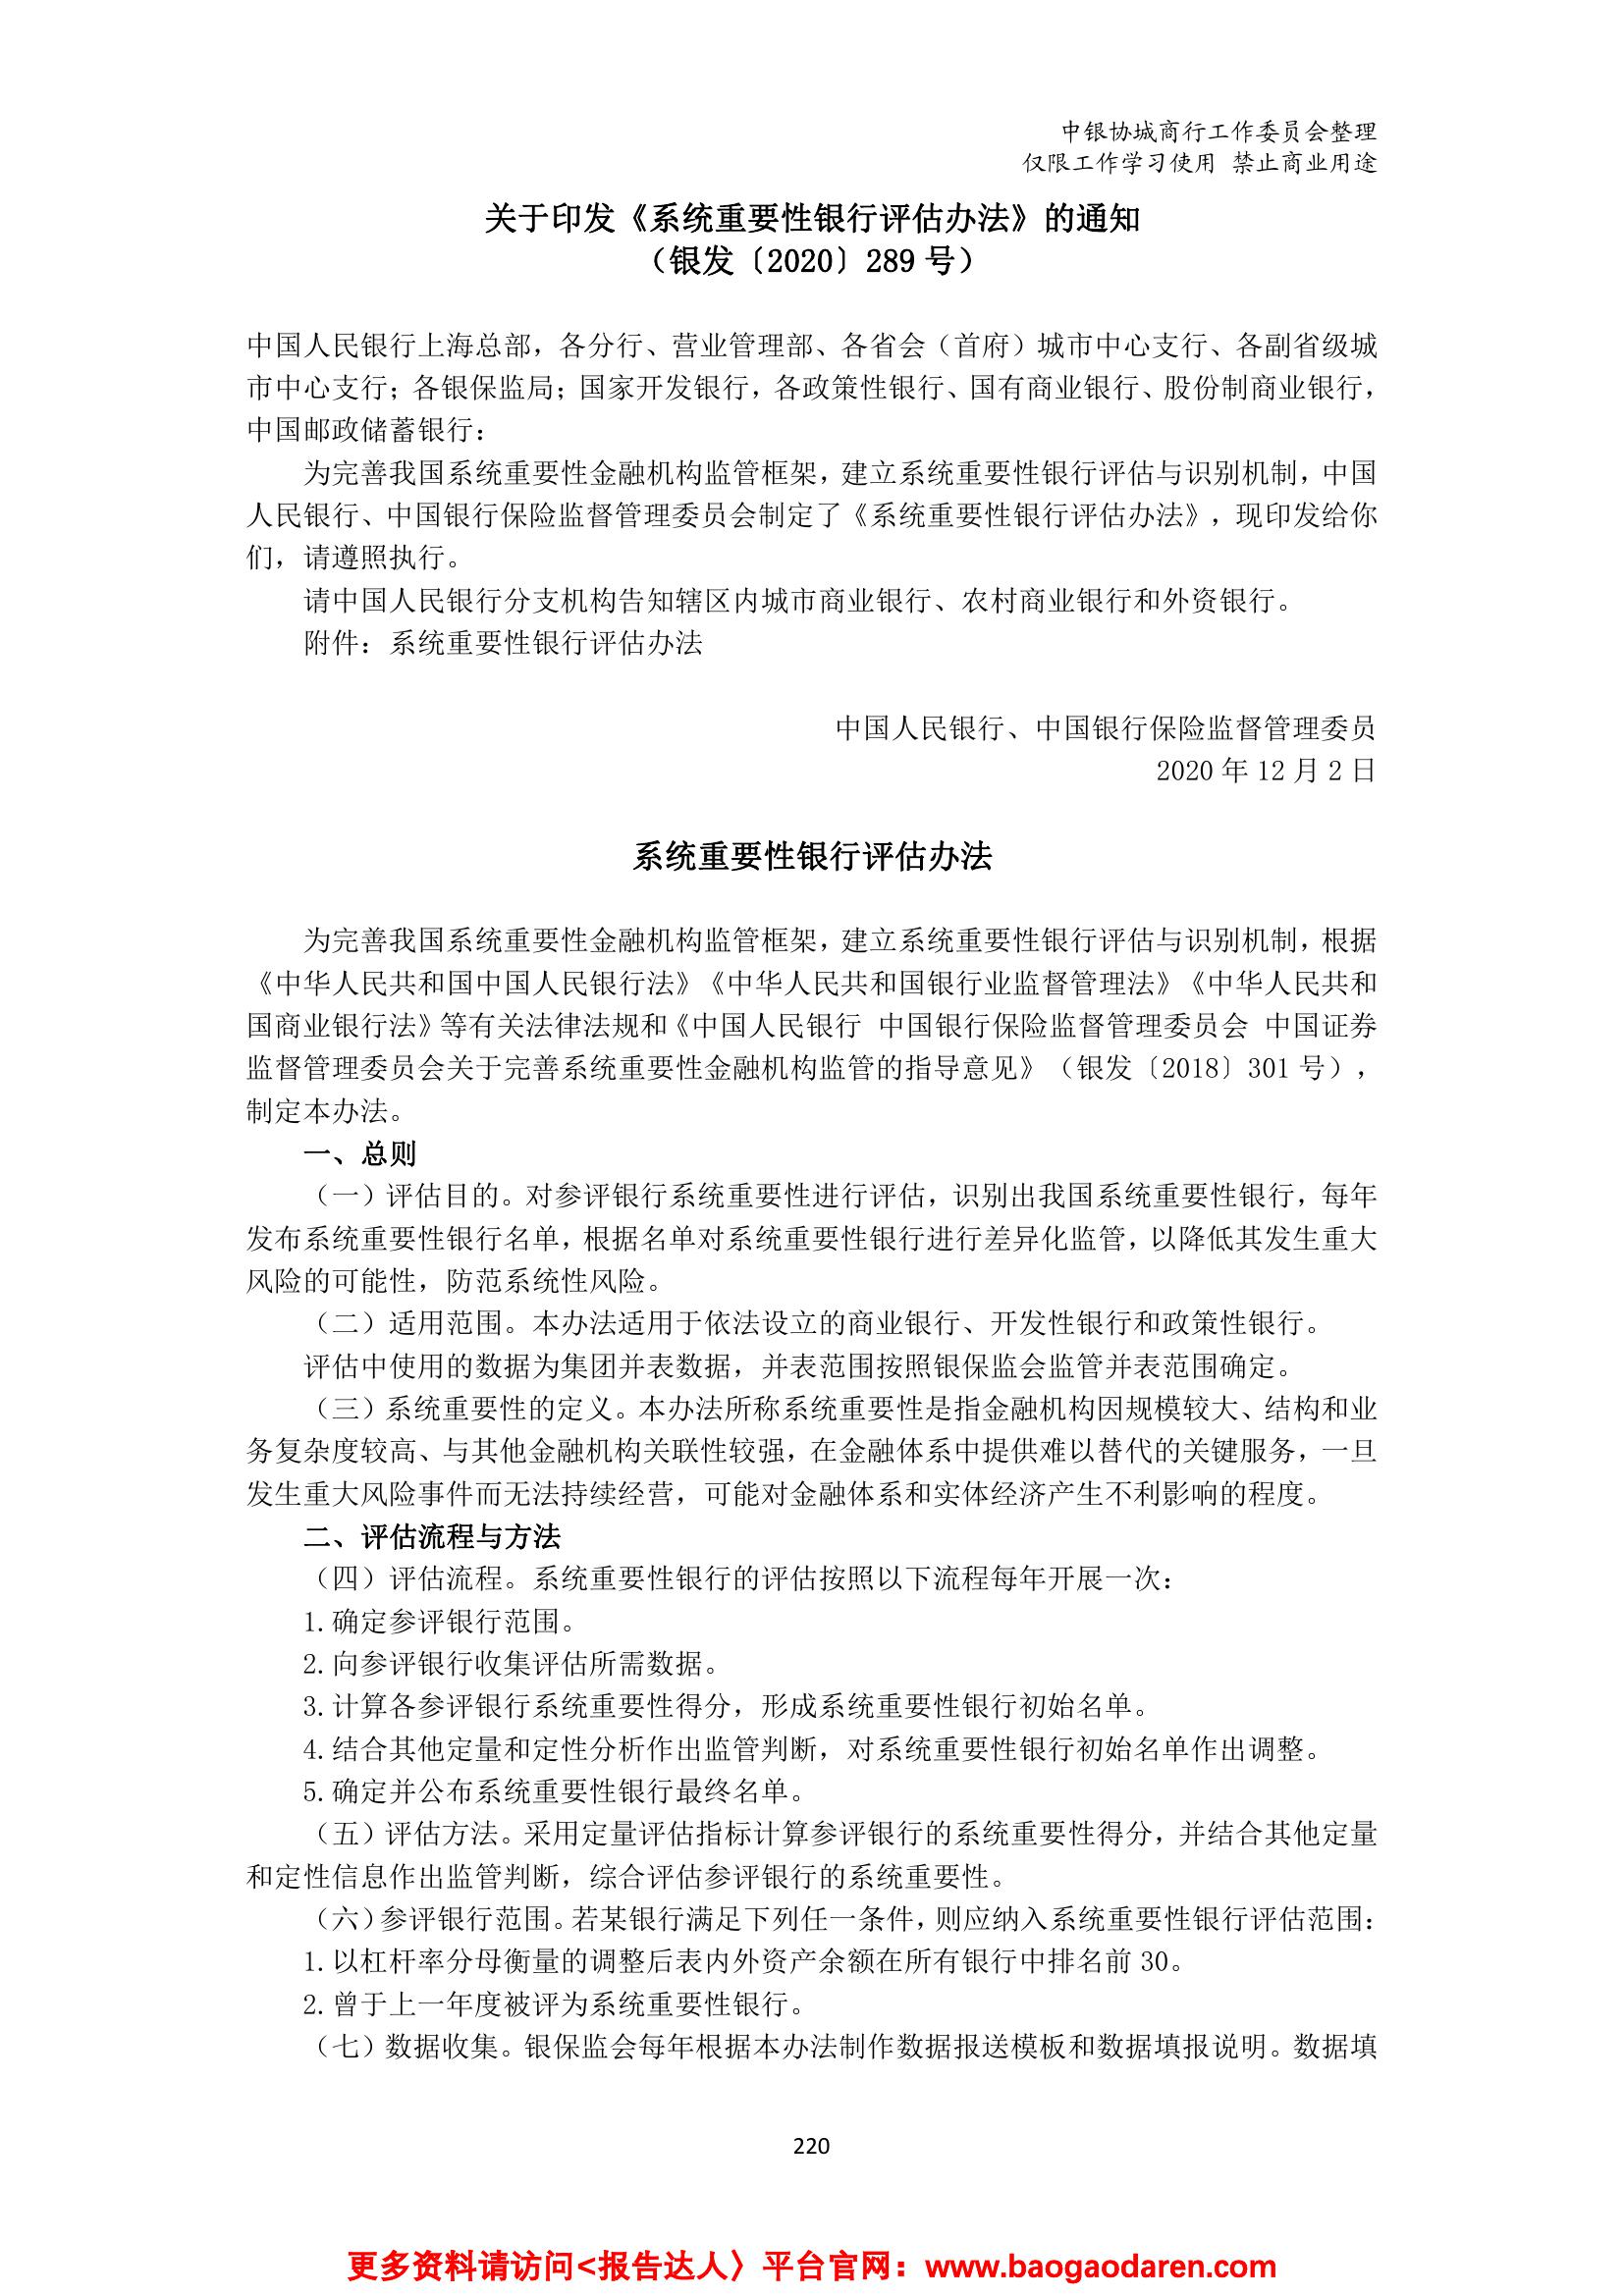 中银协城商行工作委员会整理
仅限工作学习使用 禁止商业用途
关于印发《系统重要性银行评估办法》的通知
（银发〔2020〕289 号）
中国人民银行上海总部，各分行、营业管理部、各省会（首府）城市中心支行、各副省级城
市中心支行；各银保监局；国家开发银行，各政策性银行、国有商业银行、股份制商业银行，
中国邮政储蓄银行：
为完善我国系统重要性金融机构监管框架，建立系统重要性银行评估与识别机制，中国
人民银行、中国银行保险监督管理委员会制定了《系统重要性银行评估办法》，现印发给你
们，请遵照执行。
请中国人民银行分支机构告知辖区内城市商业银行、农村商业银行和外资银行。
附件：系统重要性银行评估办法
中国人民银行、中国银行保险监督管理委员
2020 年 12 月 2 日
系统重要性银行评估办法
为完善我国系统重要性金融机构监管框架，建立系统重要性银行评估与识别机制，根据
《中华人民共和国中国人民银行法》《中华人民共和国银行业监督管理法》《中华人民共和
国商业银行法》等有关法律法规和《中国人民银行 中国银行保险监督管理委员会 中国证券
监督管理委员会关于完善系统重要性金融机构监管的指导意见》（银发〔2018〕301 号），
制定本办法。
一、总则
（一）评估目的。对参评银行系统重要性进行评估，识别出我国系统重要性银行，每年
发布系统重要性银行名单，根据名单对系统重要性银行进行差异化监管，以降低其发生重大
风险的可能性，防范系统性风险。
（二）适用范围。本办法适用于依法设立的商业银行、开发性银行和政策性银行。
评估中使用的数据为集团并表数据，并表范围按照银保监会监管并表范围确定。
（三）系统重要性的定义。本办法所称系统重要性是指金融机构因规模较大、结构和业
务复杂度较高、与其他金融机构关联性较强，在金融体系中提供难以替代的关键服务，一旦
发生重大风险事件而无法持续经营，可能对金融体系和实体经济产生不利影响的程度。
二、评估流程与方法
（四）评估流程。系统重要性银行的评估按照以下流程每年开展一次：
1.确定参评银行范围。
2.向参评银行收集评估所需数据。
3.计算各参评银行系统重要性得分，形成系统重要性银行初始名单。
4.结合其他定量和定性分析作出监管判断，对系统重要性银行初始名单作出调整。
5.确定并公布系统重要性银行最终名单。
（五）评估方法。采用定量评估指标计算参评银行的系统重要性得分，并结合其他定量
和定性信息作出监管判断，综合评估参评银行的系统重要性。
（六）参评银行范围。若某银行满足下列任一条件，则应纳入系统重要性银行评估范围：
1.以杠杆率分母衡量的调整后表内外资产余额在所有银行中排名前 30。
2.曾于上一年度被评为系统重要性银行。
（七）数据收集。银保监会每年根据本办法制作数据报送模板和数据填报说明。数据填
220
更多资料请访问<报告达人〉平台官网：www.baogaodaren.com